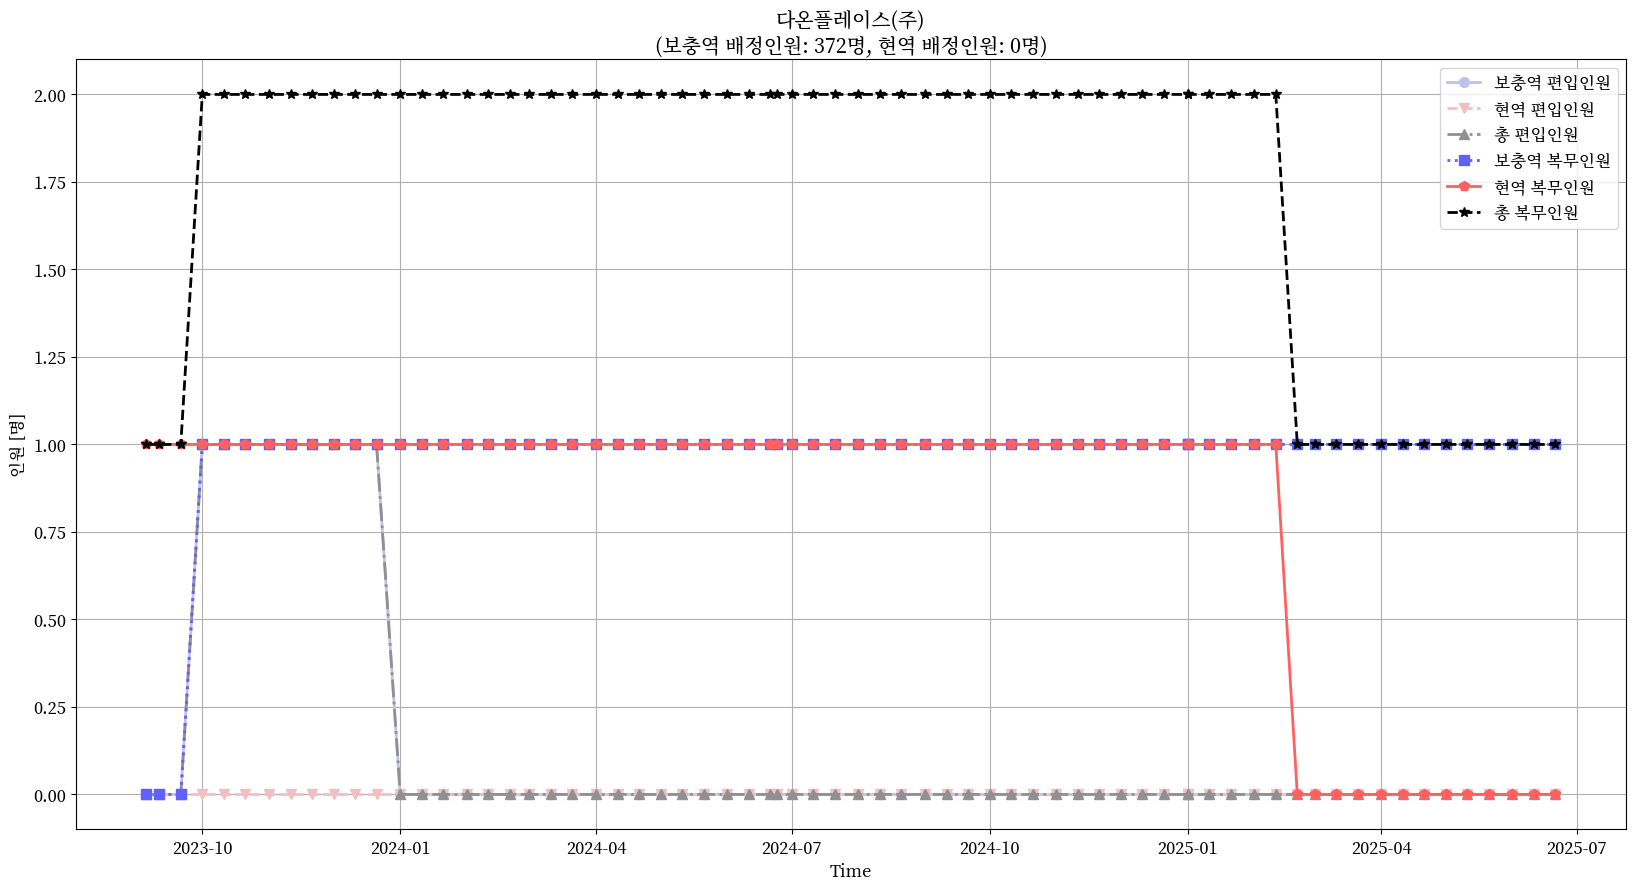 다온플레이스(주)
(보충역 배정인원: 372명, 현역 배정인원: 0명)
보충역 편입인원
현역 편입인원
총 편입인원
보충역 복무인원
현역 복무인원
총 복무인원
인원 [명]
2.00
1.75
1.50
1.25
1.00
0.75
0.50
0.25
0.00
2023-10
2024-01
2024-04
2024-07
2024-10
2025-01
2025-04
2025-07
Time